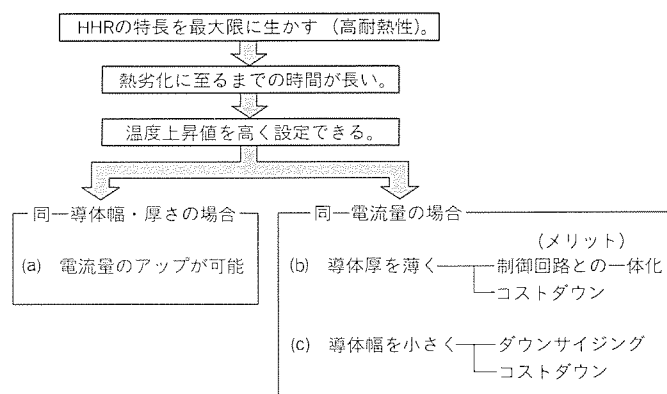 HHRの特長を最大限に生かす（高耐熱性）。
熱劣化に至るまでの時間が長い。
温度上昇値を高く設定できる。
同一導体幅・厚さの場合
(a) 電流量のアップが可能
同一電流量の場合
（メリット）
(b) 導体厚を薄く 制御回路との一体化
コストダウン
(c) 導体幅を小さく ダウンサイジング
コストダウン